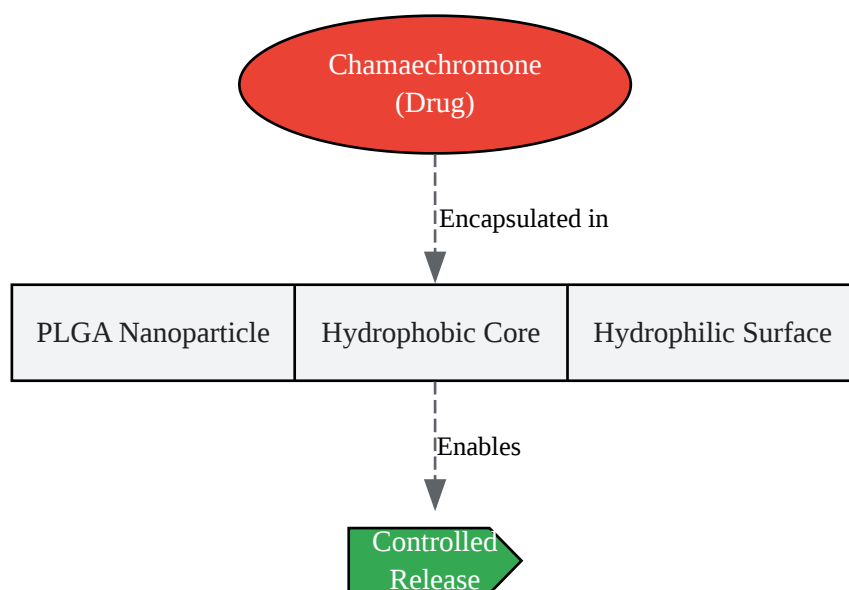 Chamaechromone
(Drug)
Encapsulated in
PLGA Nanoparticle
Hydrophobic Core
Hydrophilic Surface
Enables
Controlled
Release